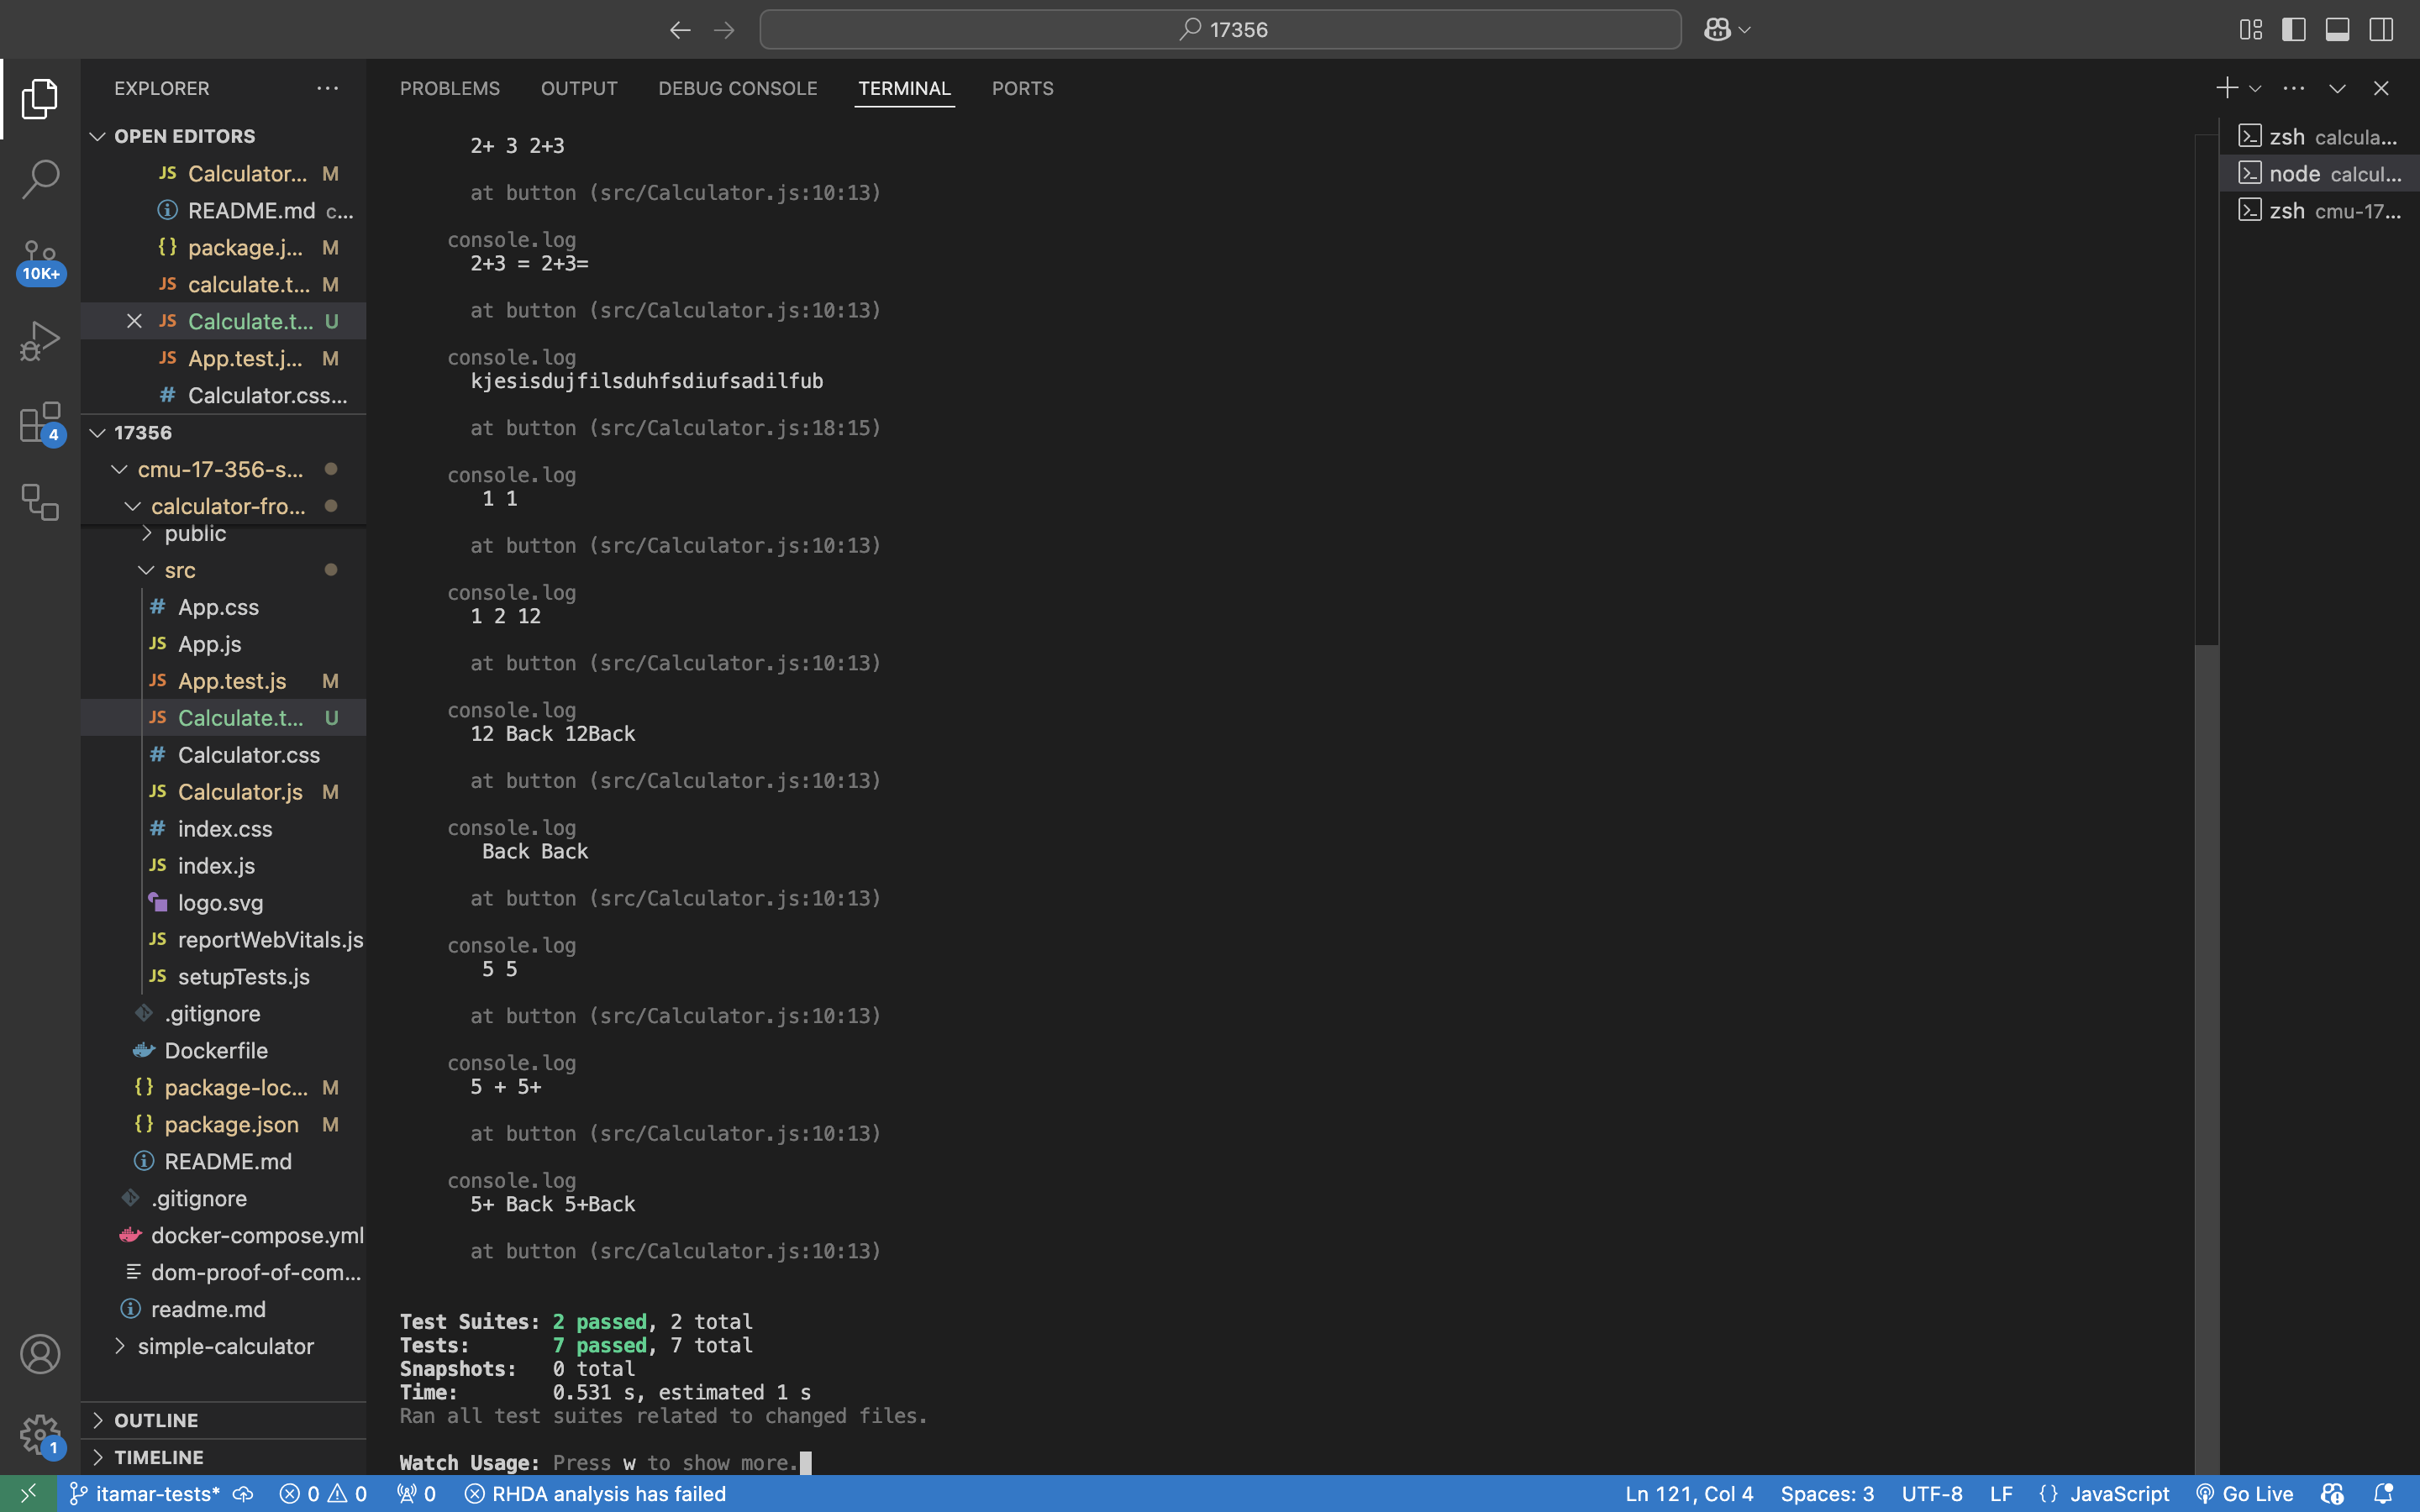 17356
EXPLORER
OPEN EDITORS
JS Calculator... M
README.md c...
{} package.j... M
JS calculate.t... M
JS Calculate.t... U
JS App.test.j... M
# Calculator.css...
17356
cmu-17-356-s...
calculator-fro...
public
src
# App.css
JS App.js
JS App.test.js M
JS Calculate.t... U
# Calculator.css
JS Calculator.js M
# index.css
JS index.js
logo.svg
JS reportWebVitals.js
JS setupTests.js
.gitignore
Dockerfile
{} package-loc... M
{} package.json M
README.md
.gitignore
docker-compose.yml
dom-proof-of-com...
readme.md
simple-calculator
OUTLINE
TIMELINE
10K+
4
1
PROBLEMS OUTPUT DEBUG CONSOLE TERMINAL PORTS
2+ 3 2+3
at button (src/Calculator.js:10:13)
console.log
2+3 = 2+3=
at button (src/Calculator.js:10:13)
console.log
kjesisdujfilsduhfsdiufsadilfub
at button (src/Calculator.js:18:15)
console.log
1 1
at button (src/Calculator.js:10:13)
console.log
1 2 12
at button (src/Calculator.js:10:13)
console.log
12 Back 12Back
at button (src/Calculator.js:10:13)
console.log
Back Back
at button (src/Calculator.js:10:13)
console.log
5 5
at button (src/Calculator.js:10:13)
console.log
5 + 5+
at button (src/Calculator.js:10:13)
console.log
5+ Back 5+Back
at button (src/Calculator.js:10:13)
Test Suites: 2 passed, 2 total
Tests: 7 passed, 7 total
Snapshots: 0 total
Time: 0.531 s, estimated 1 s
Ran all test suites related to changed files.
Watch Usage: Press w to show more.
zsh calcula...
node calcul...
zsh cmu-17...
itamar-tests* 0 0 0 RHDA analysis has failed
Ln 121, Col 4 Spaces: 3 UTF-8 LF {} JavaScript Go Live